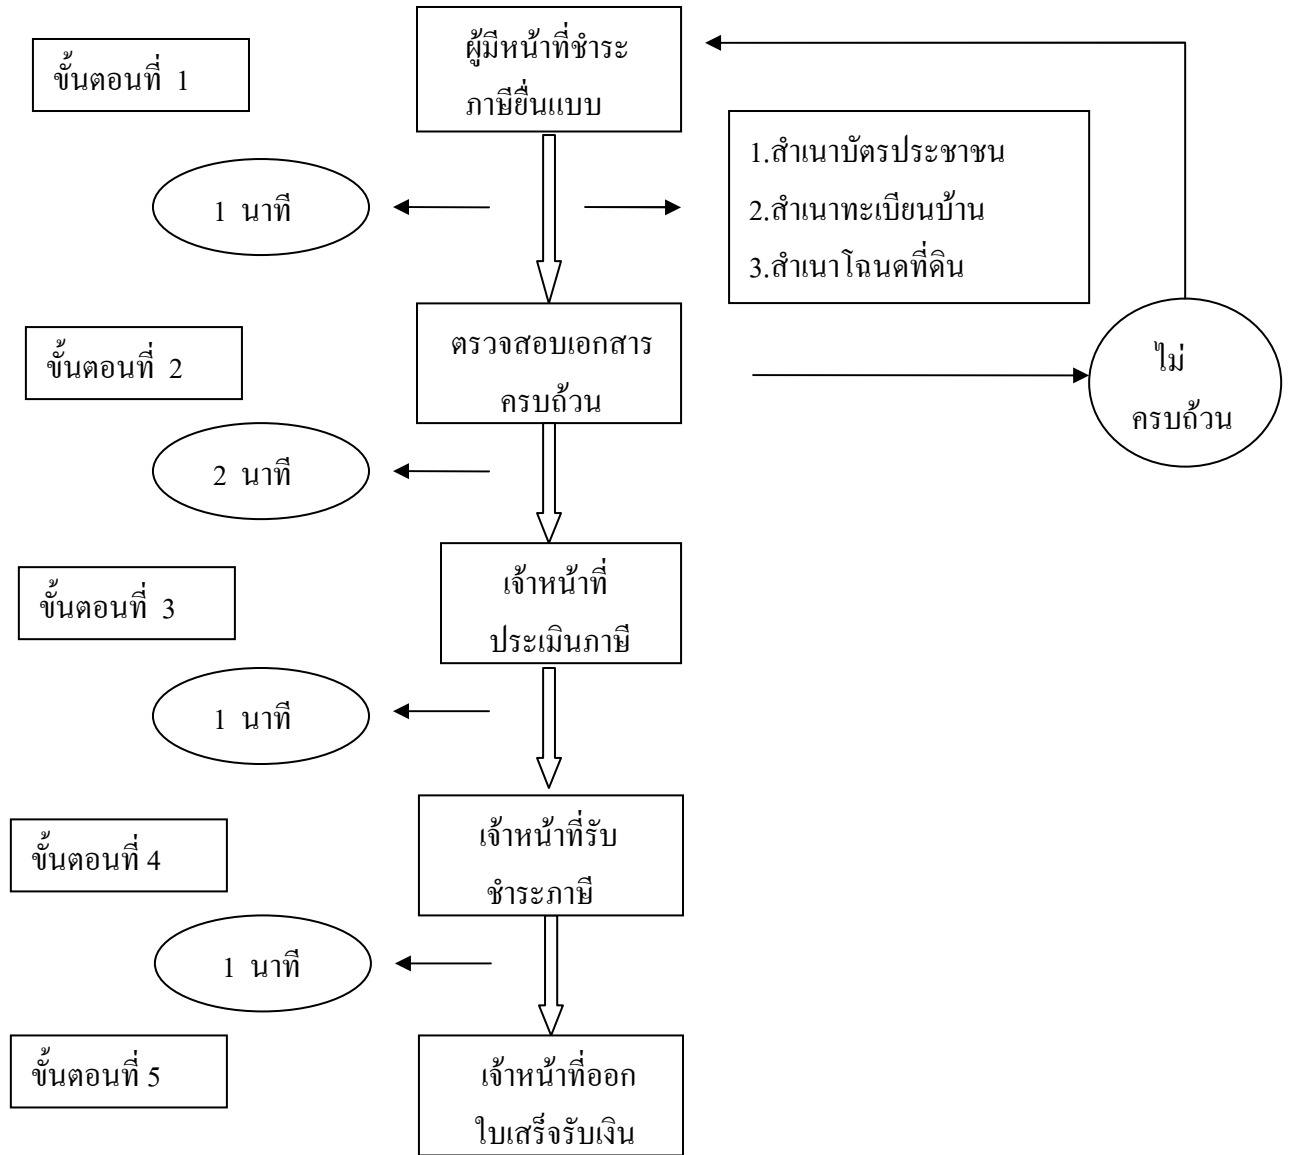 ขั้นตอนที่ 1
ผู้มีหน้าที่ชำระ
ภาษียื่นแบบ
1 นาที
1.สำเนาบัตรประชาชน
2.สำเนาทะเบียนบ้าน
3.สำเนาโฉนดที่ดิน
ขั้นตอนที่ 2
ตรวจสอบเอกสาร
ครบถ้วน
ไม่
ครบถ้วน
2 นาที
ขั้นตอนที่ 3
เจ้าหน้าที่
ประเมินภาษี
1 นาที
ขั้นตอนที่ 4
เจ้าหน้าที่รับ
ชำระภาษี
1 นาที
ขั้นตอนที่ 5
เจ้าหน้าที่ออก
ใบเสร็จรับเงิน